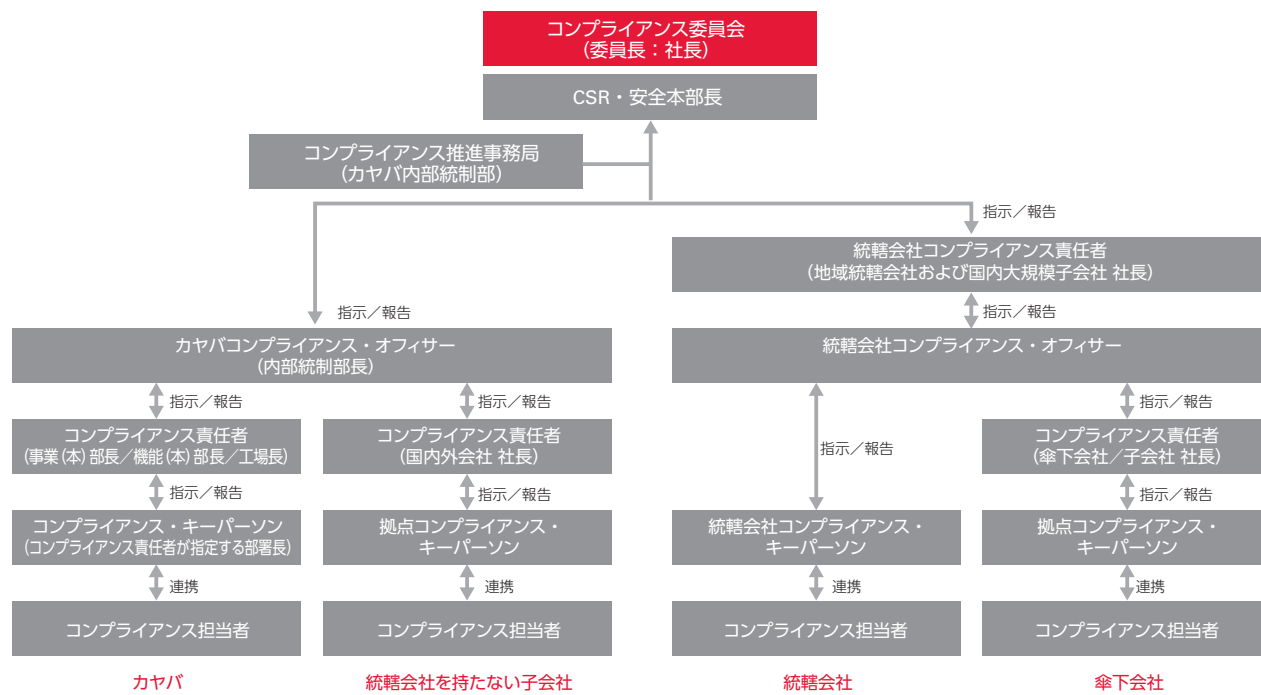 コンプライアンス委員会
(委員長：社長)
CSR・安全本部長
コンプライアンス推進事務局
(カヤバ内部統制部)
指示／報告
統轄会社コンプライアンス責任者
(地域統轄会社および国内大規模子会社 社長)
指示／報告
指示／報告
カヤバコンプライアンス・オフィサー
(内部統制部長)
統轄会社コンプライアンス・オフィサー
指示／報告
指示／報告
指示／報告
コンプライアンス責任者
(事業(本)部長／機能(本)部長／工場長)
コンプライアンス責任者
(国内外会社 社長)
指示／報告
コンプライアンス責任者
(傘下会社／子会社 社長)
指示／報告
指示／報告
指示／報告
コンプライアンス・キーパーソン
(コンプライアンス責任者が指定する部署長)
拠点コンプライアンス・
キーパーソン
統轄会社コンプライアンス・
キーパーソン
拠点コンプライアンス・
キーパーソン
連携
連携
連携
連携
コンプライアンス担当者
コンプライアンス担当者
コンプライアンス担当者
コンプライアンス担当者
カヤバ
統轄会社を持たない子会社
統轄会社
傘下会社